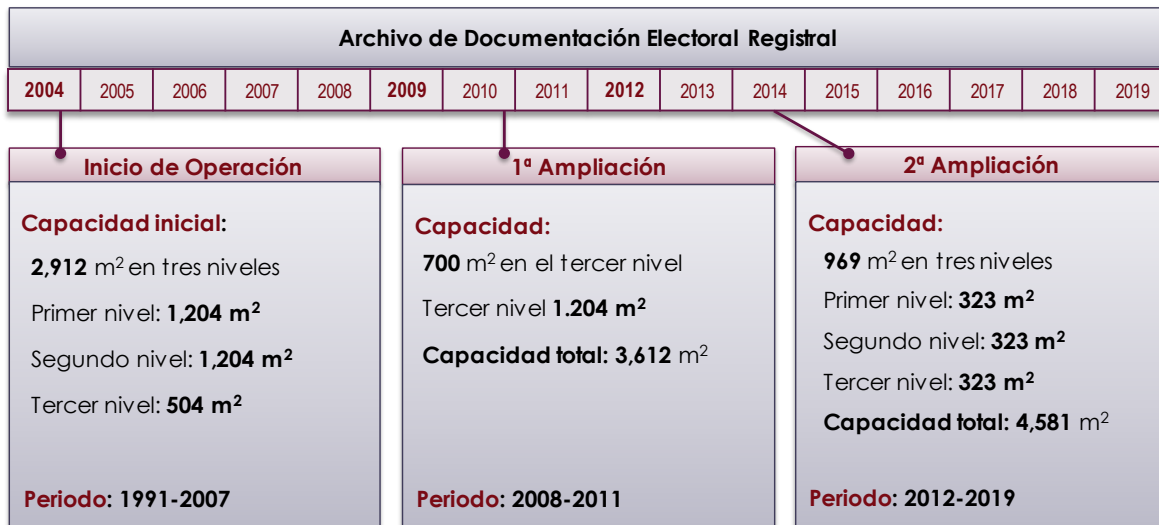 Archivo de Documentación Electoral Registral
2004 2005 2006 2007 2008 2009 2010 2011 2012 2013 2014 2015 2016 2017 2018 2019
Inicio de Operación
Capacidad inicial:
2,912 m² en tres niveles
Primer nivel: 1,204 m²
Segundo nivel: 1,204 m²
Tercer nivel: 504 m²
Periodo: 1991-2007
1ª Ampliación
Capacidad:
700 m² en el tercer nivel
Tercer nivel 1.204 m²
Capacidad total: 3,612 m²
Periodo: 2008-2011
2ª Ampliación
Capacidad:
969 m² en tres niveles
Primer nivel: 323 m²
Segundo nivel: 323 m²
Tercer nivel: 323 m²
Capacidad total: 4,581 m²
Periodo: 2012-2019